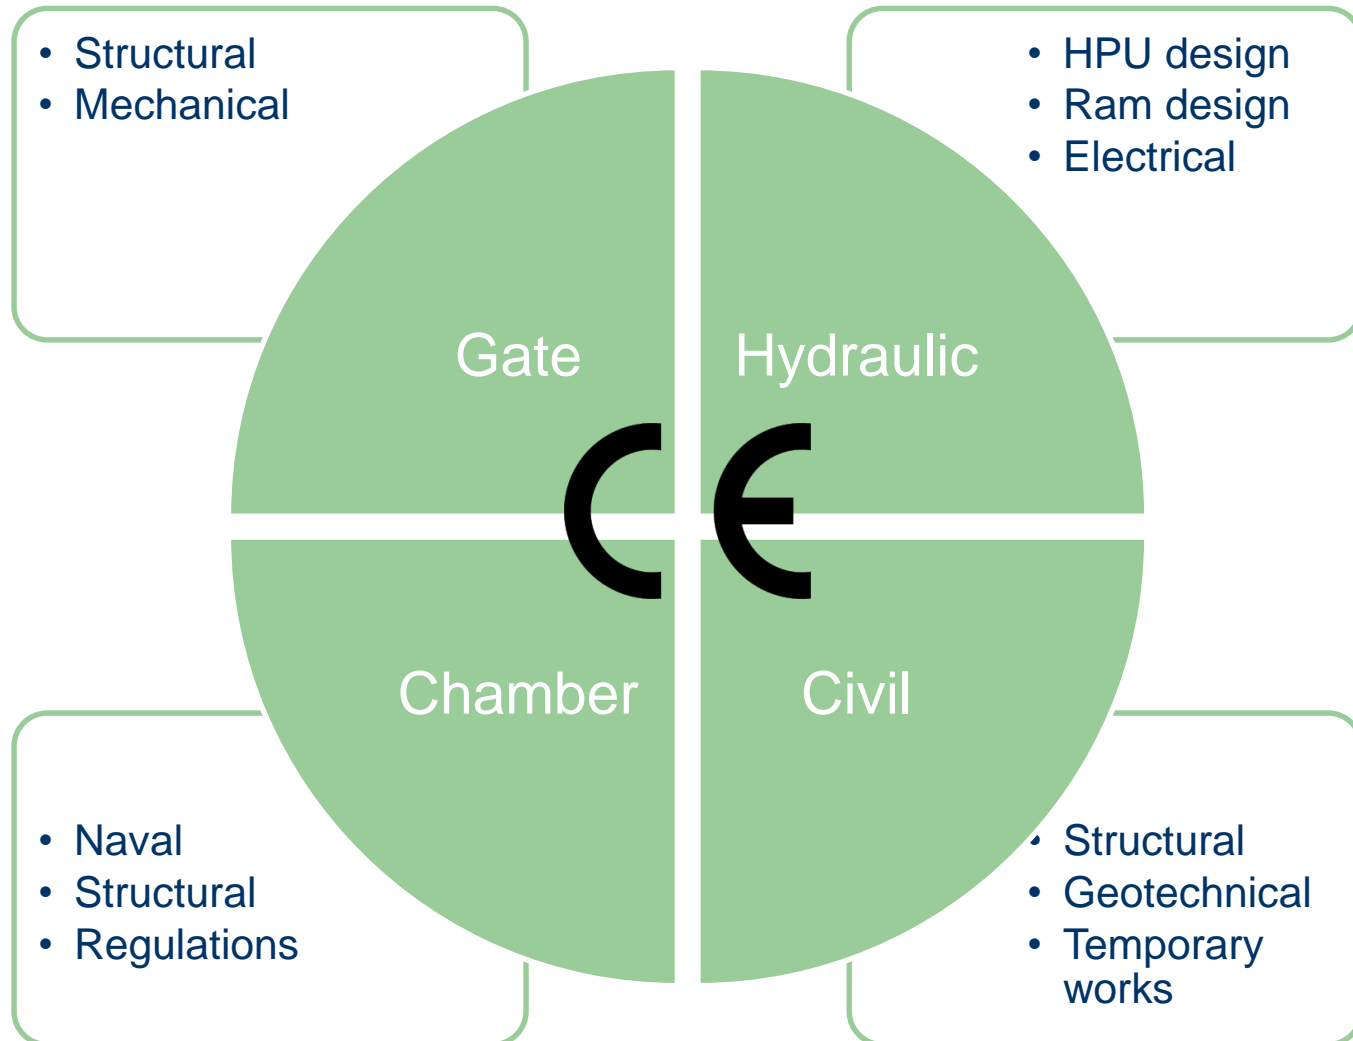 • Structural
• Mechanical
• HPU design
• Ram design
• Electrical
Gate
Hydraulic
CE
Chamber
Civil
• Naval
• Structural
• Regulations
• Structural
• Geotechnical
• Temporary
works